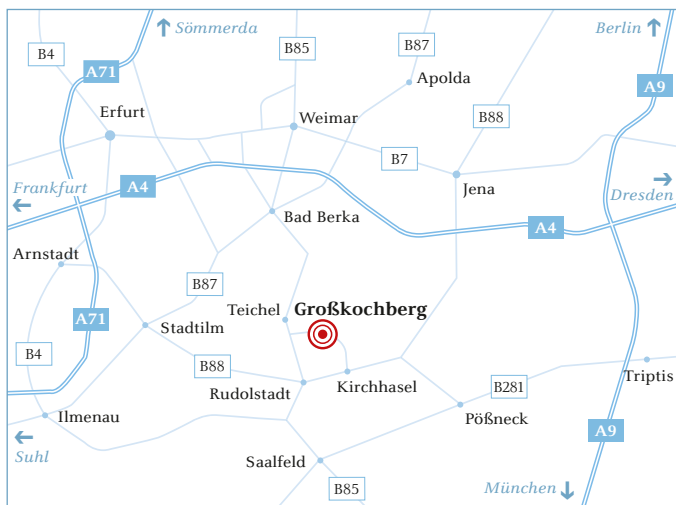 Sömmerda
Berlin
B4
B85
B87
A71
Apolda
A9
Erfurt
Weimar
B88
B7
Frankfurt
A4
Jena
Dresden
Bad Berka
A4
Arnstadt
B87
Teichel
Großkochberg
A71
Stadtilm
B4
B88
Kirchhasel
Triptis
Rudolstadt
B281
Ilmenau
Pößneck
A9
Suhl
Saalfeld
B85
München